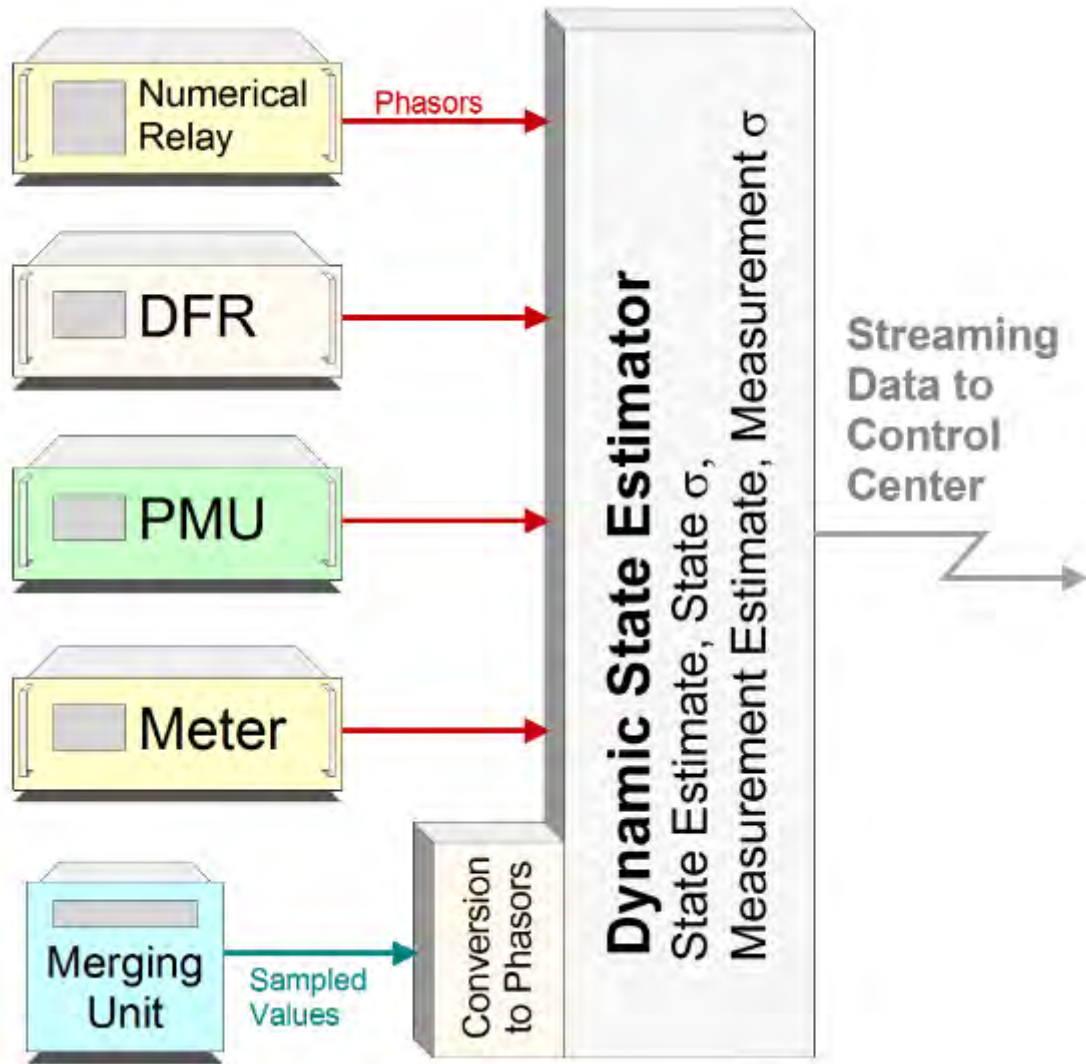 Numerical
Relay
Phasors
DFR
PMU
Meter
Merging
Unit
Sampled
Values
Conversion
to Phasors
Dynamic State Estimator
State Estimate, State σ,
Measurement Estimate, Measurement σ
Streaming
Data to
Control
Center